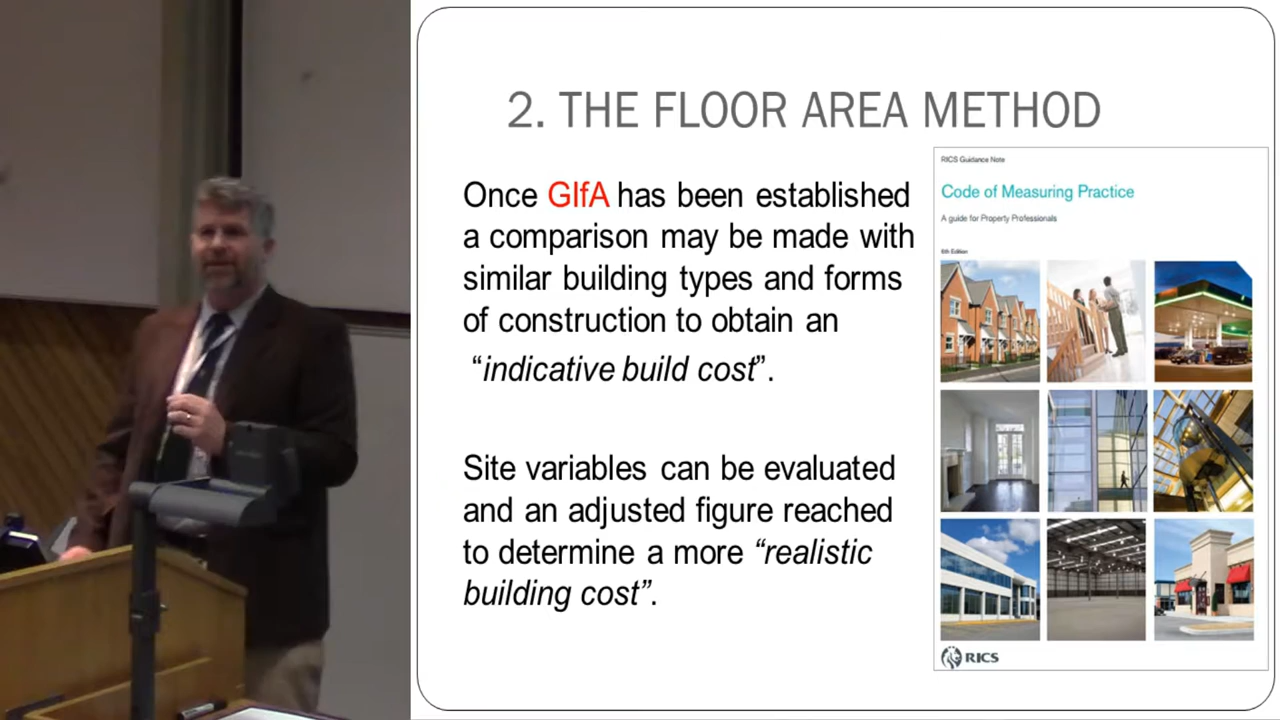 2. THE FLOOR AREA METHOD
Once GIfA has been established
a comparison may be made with
similar building types and forms
of construction to obtain an
“indicative build cost”.
Site variables can be evaluated
and an adjusted figure reached
to determine a more “realistic
building cost”.
RICS Guidance Note
Code of Measuring Practice
A guide for Property Professionals
6th Edition
RICS